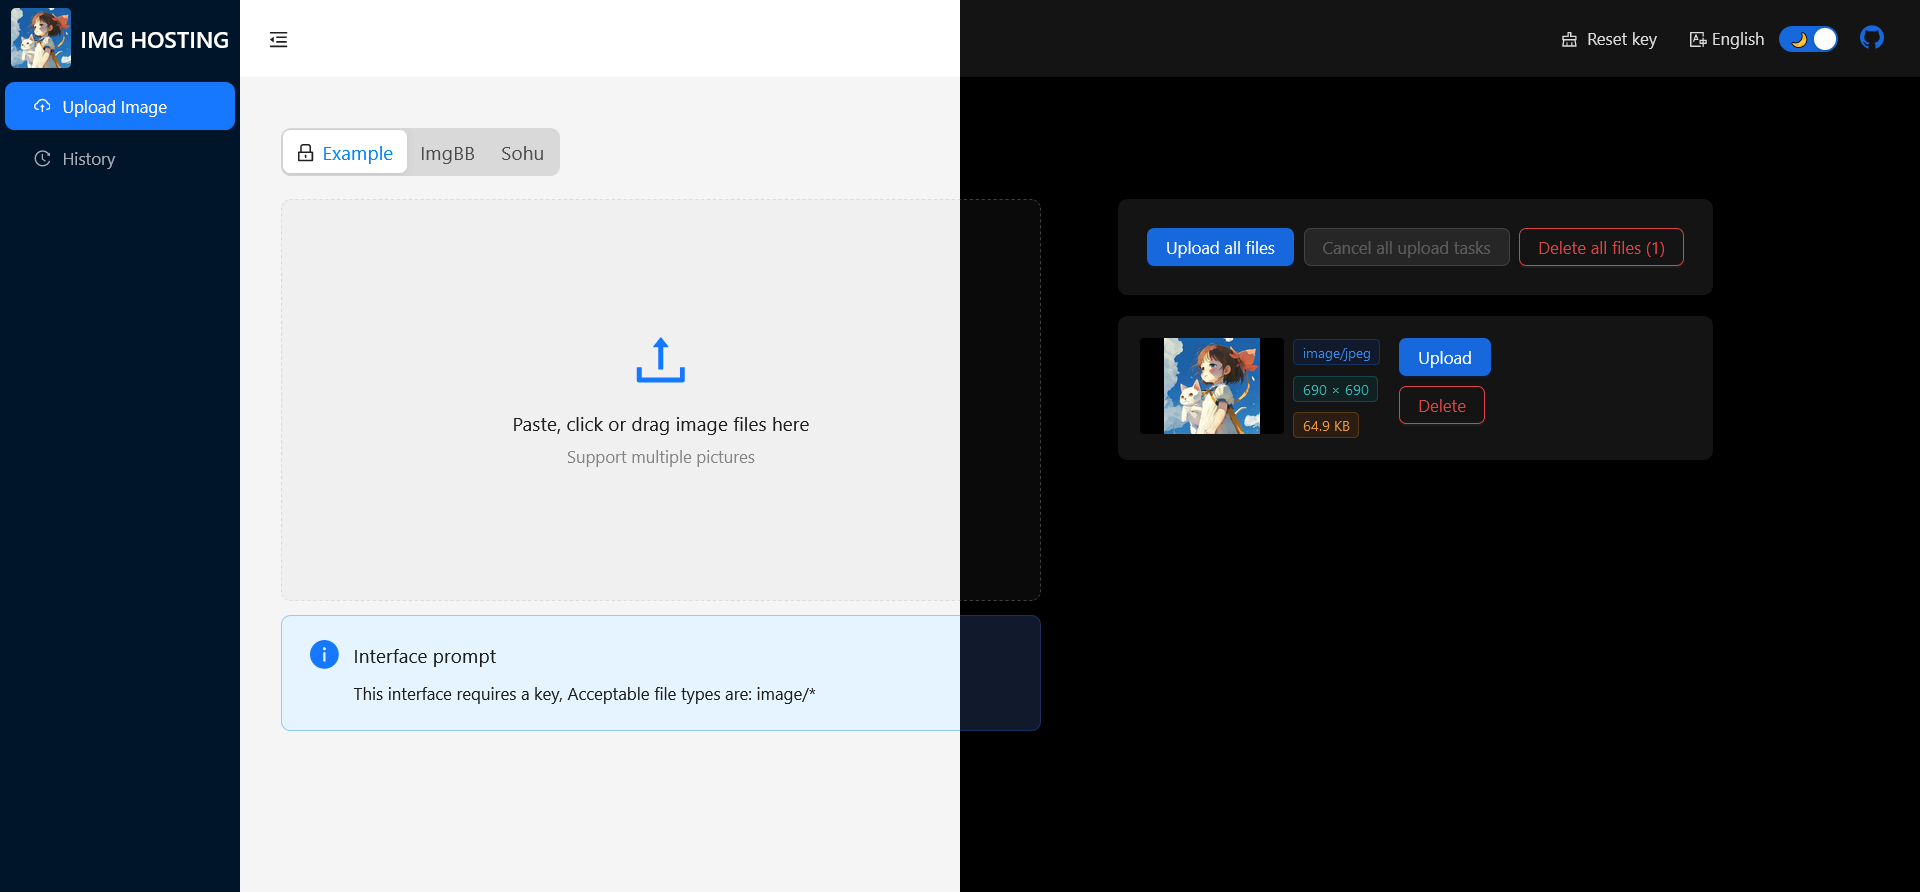 IMG HOSTING
Reset key
English
Upload Image
History
Example
ImgBB
Sohu
Upload all files
Cancel all upload tasks
Delete all files (1)
image/jpeg
690 × 690
64.9 KB
Upload
Delete
Paste, click or drag image files here
Support multiple pictures
Interface prompt
This interface requires a key, Acceptable file types are: image/*